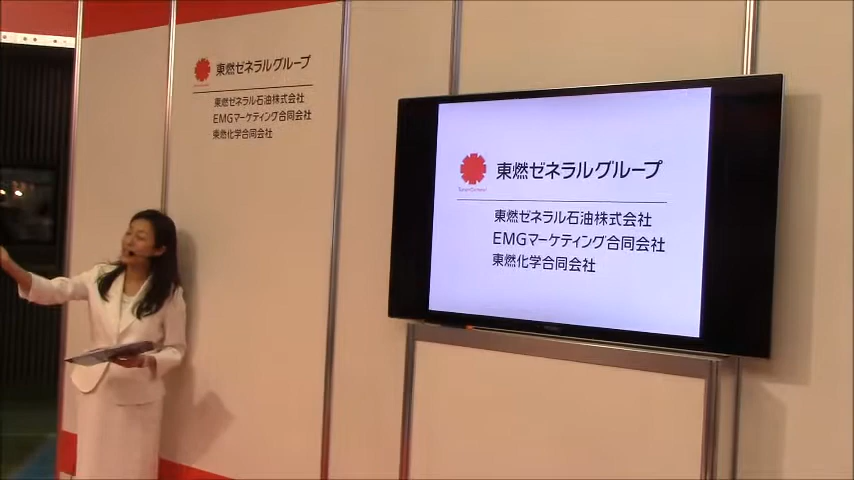 東燃ゼネラルグループ
東燃ゼネラル石油株式会社
EMGマーケティング合同会社
東燃化学合同会社
東燃ゼネラルグループ
東燃ゼネラル石油株式会社
EMGマーケティング合同会社
東燃化学合同会社